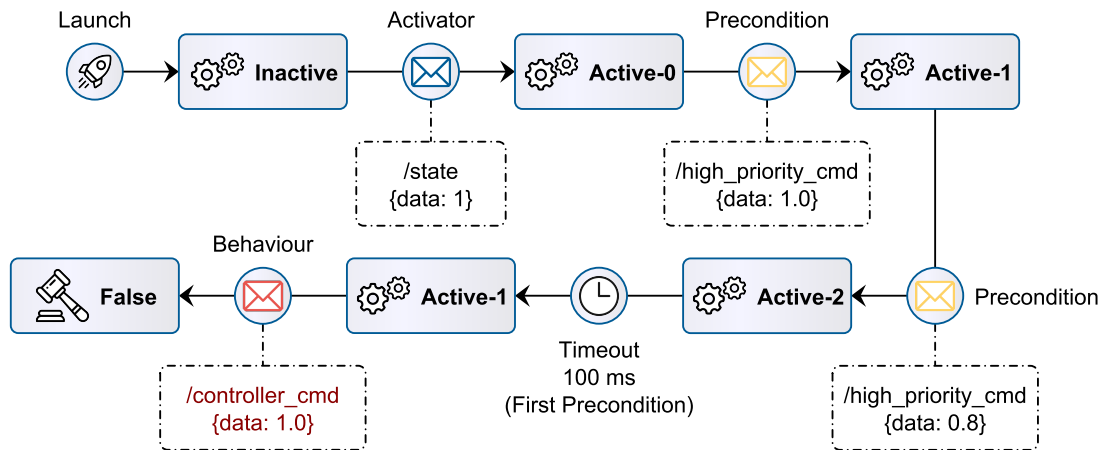 Launch
Activator
Precondition
Inactive
Active-0
Active-1
/state
{data: 1}
/high_priority_cmd
{data: 1.0}
Behaviour
False
Active-1
Active-2
Precondition
Timeout
100 ms
(First Precondition)
/controller_cmd
{data: 1.0}
/high_priority_cmd
{data: 0.8}